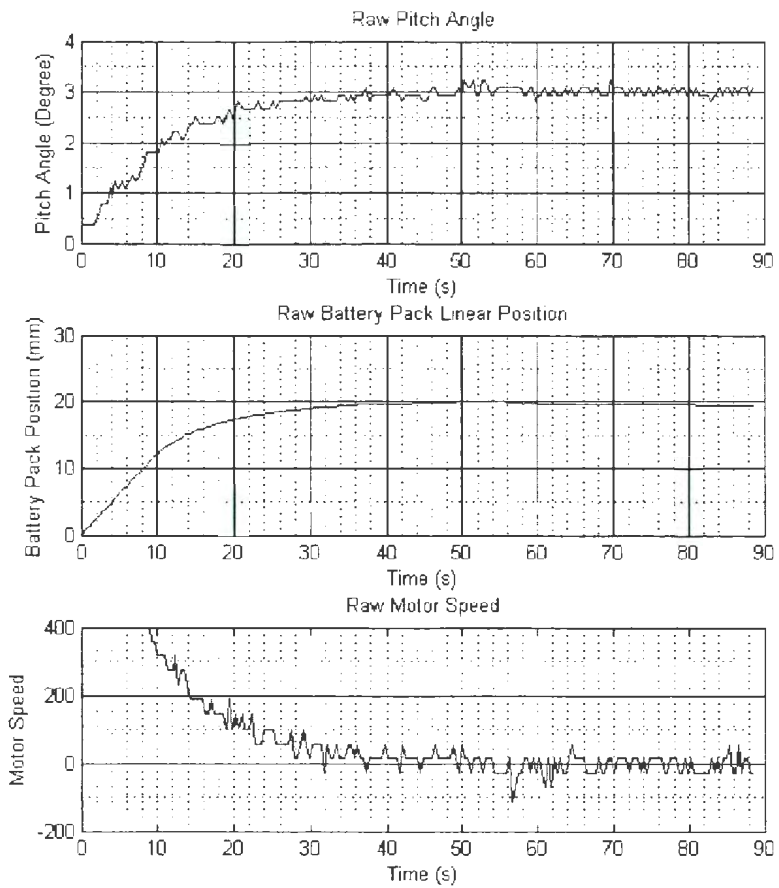 Raw Pitch Angle
Pitch Angle (Degree)
4
3
2
1
0
0 10 20 30 40 50 60 70 80 90
Time (s)
Raw Battery Pack Linear Position
Battery Pack Position (mm)
30
20
10
0
0 10 20 30 40 50 60 70 80 90
Time (s)
Raw Motor Speed
Motor Speed
400
200
0
-200
0 10 20 30 40 50 60 70 80 90
Time (s)